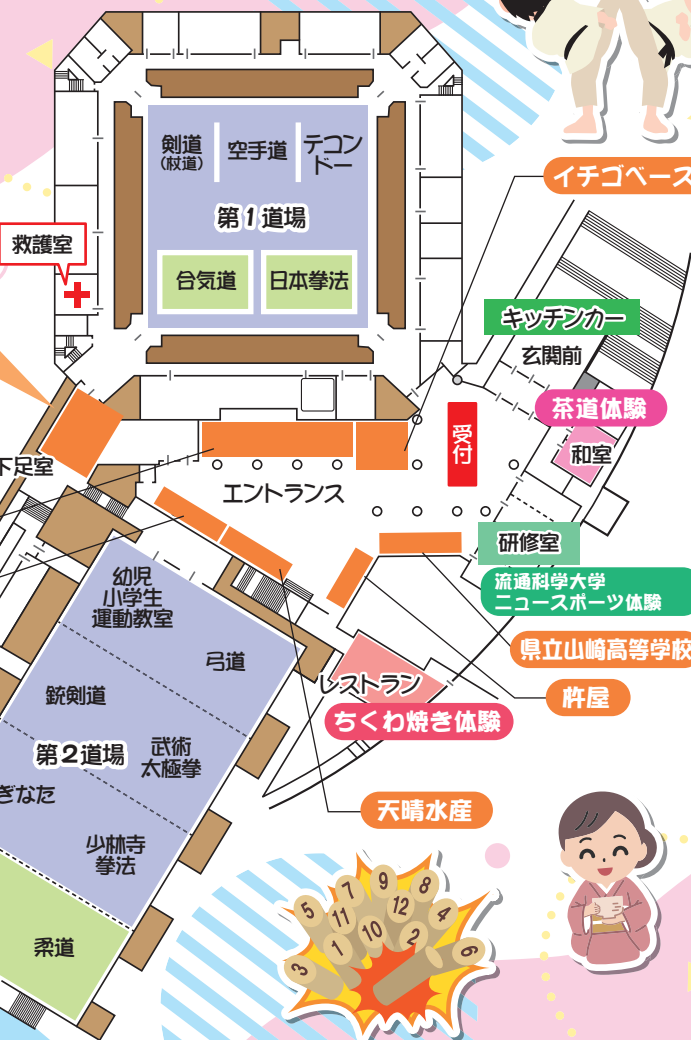 剣道
(杖道)
空手道
テコン
ドー
第1道場
イチゴベース
救護室
合気道
日本拳法
キッチンカー
玄関前
茶道体験
受付
和室
下足室
エントランス
研修室
流通科学大学
ニュースポーツ体験
幼児
小学生
運動教室
弓道
県立山崎高等学校
レストラン
杵屋
銃剣道
ちくわ焼き体験
第2道場
武術
太極拳
ぎなた
天晴水産
少林寺
拳法
柔道
5
7
9
8
11
12
4
1
10
2
6
3